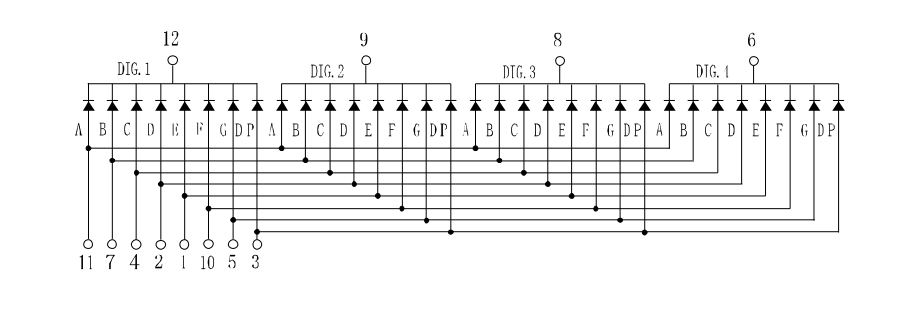 12 9 8 6
DIG.1 DIG.2 DIG.3 DIG.4
A B C D E F G DP A B C D E F G DP A B C D E F G DP A B C D E F G DP
11 7 4 2 1 10 5 3